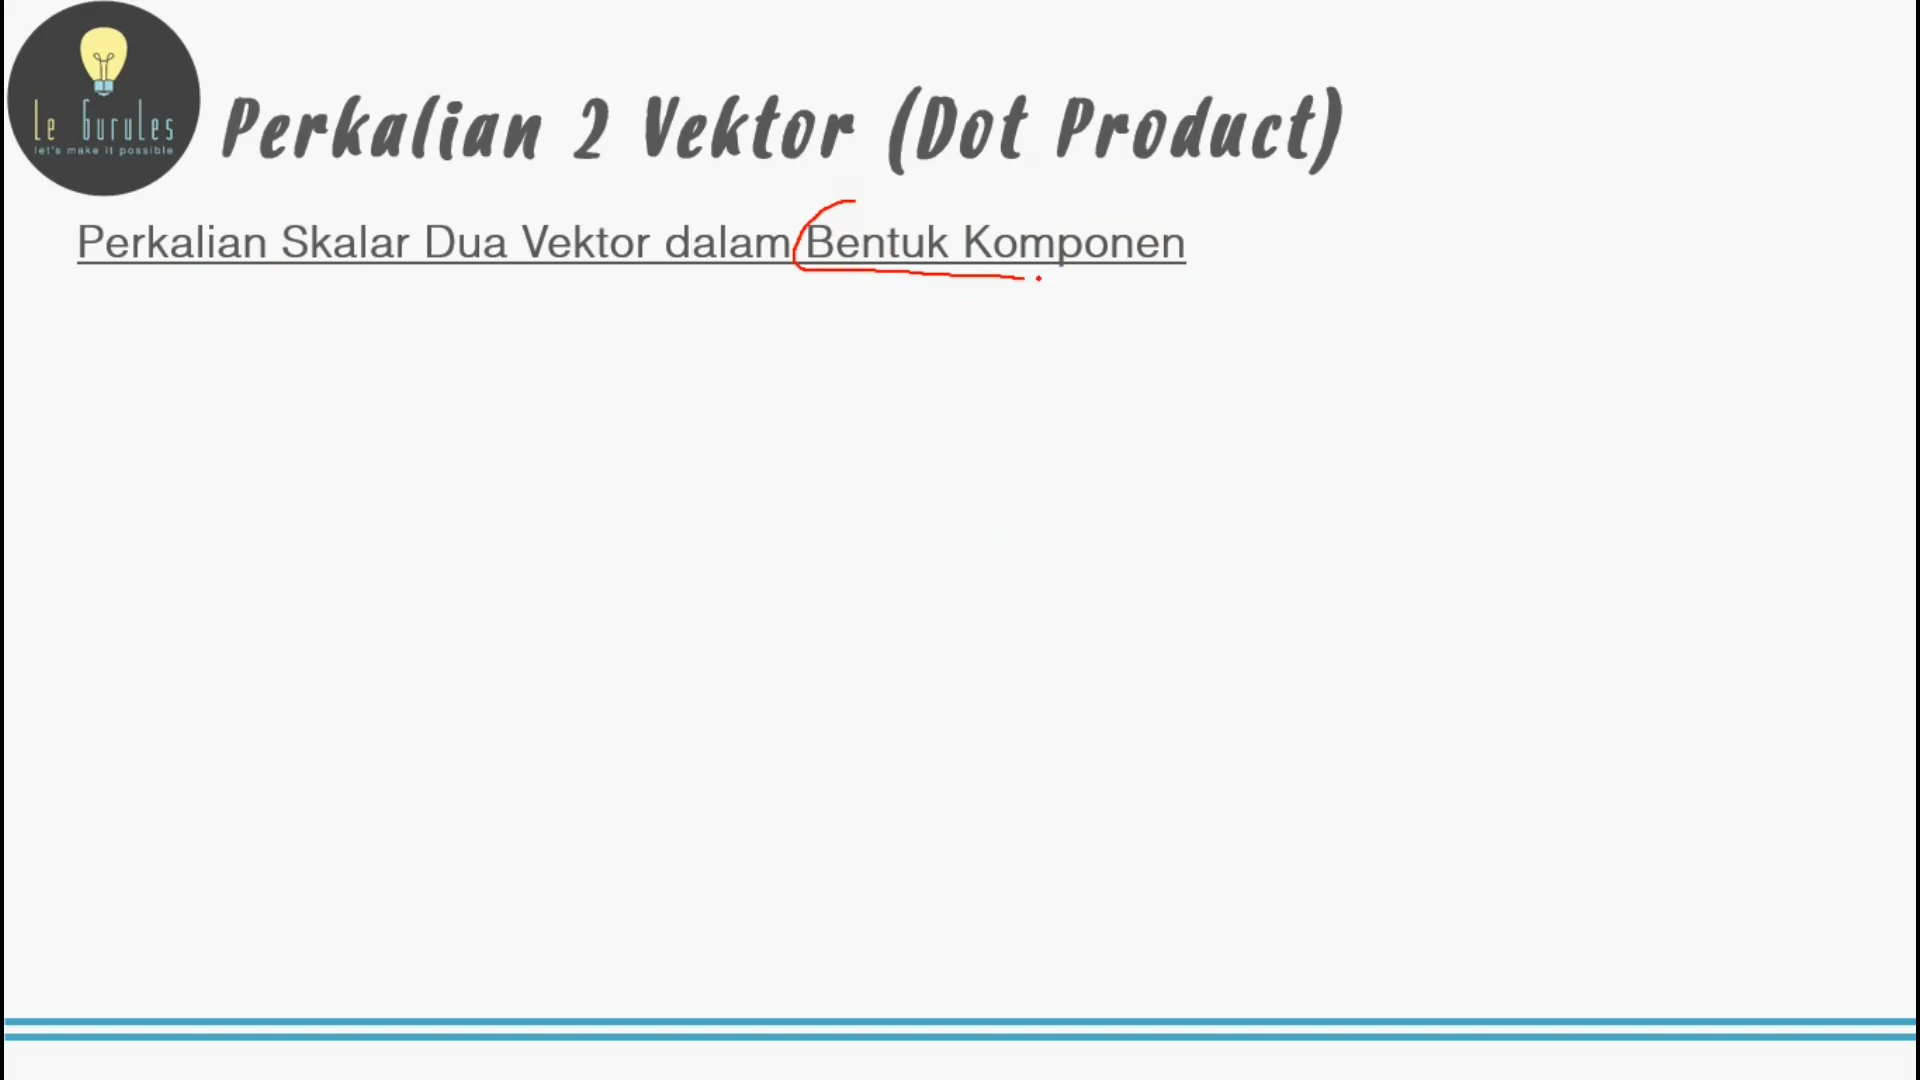 Le GuruLes
let's make it possible
Perkalian 2 Vektor (Dot Product)
Perkalian Skalar Dua Vektor dalam Bentuk Komponen